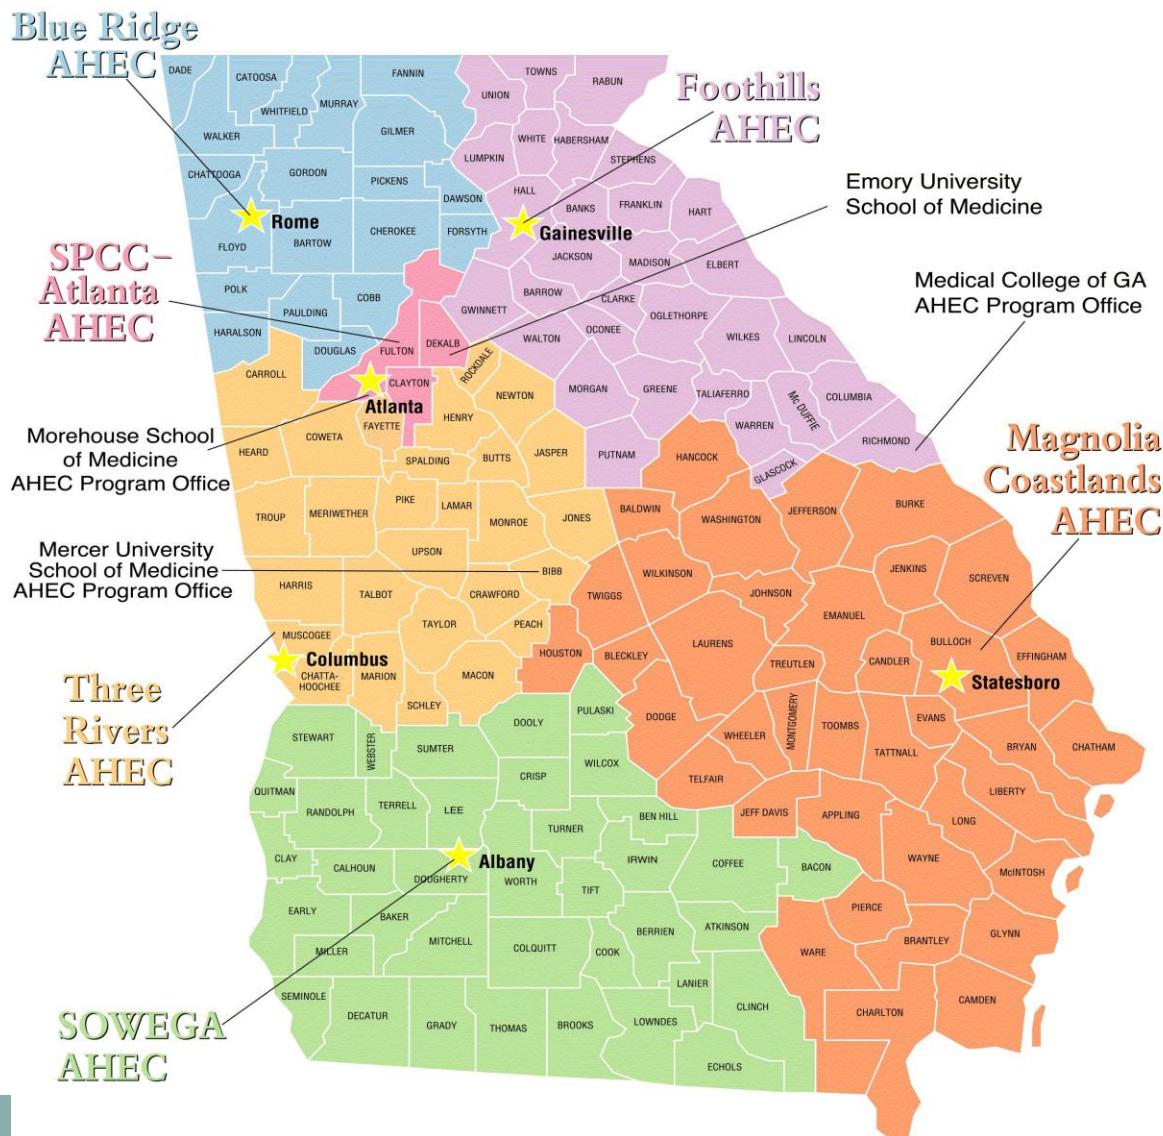 Blue Ridge
AHEC
Foothills
AHEC
Emory University
School of Medicine
SPCC–
Atlanta
AHEC
Medical College of GA
AHEC Program Office
Morehouse School
of Medicine
AHEC Program Office
Magnolia
Coastlands
AHEC
Mercer University
School of Medicine
AHEC Program Office
Three
Rivers
AHEC
SOWEGA
AHEC
DADE
CATOOSA
WHITFIELD
MURRAY
FANNIN
WALKER
GILMER
CHATTOOGA
GORDON
PICKENS
DAWSON
Rome
FLOYD
BARTOW
CHEROKEE
FORSYTH
POLK
PAULDING
COBB
HARALSON
DOUGLAS
TOWNS
RABUN
UNION
WHITE
HABERSHAM
LUMPKIN
STEPHENS
HALL
BANKS
FRANKLIN
HART
Gainesville
JACKSON
MADISON
ELBERT
BARROW
CLARKE
GWINNETT
OGLETHORPE
WALTON
OCONEE
WILKES
LINCOLN
MORGAN
GREENE
TALIAFERRO
Mc DUFFIE
COLUMBIA
WARREN
RICHMOND
PUTNAM
GLASCOCK
FULTON
DEKALB
CLAYTON
Atlanta
CARROLL
ROCKDALE
NEWTON
HENRY
FAYETTE
COWETA
HEARD
SPALDING
BUTTS
JASPER
TROUP
MERIWETHER
PIKE
LAMAR
MONROE
JONES
UPSON
BIBB
HARRIS
TALBOT
CRAWFORD
TAYLOR
PEACH
MUSCOGEE
Columbus
CHATTA-
HOOCHEE
MARION
MACON
SCHLEY
HANCOCK
BALDWIN
WASHINGTON
JEFFERSON
BURKE
WILKINSON
JENKINS
SCREVEN
TWIGGS
JOHNSON
EMANUEL
HOUSTON
BLECKLEY
LAURENS
TREUTLEN
CANDLER
BULLOCH
EFFINGHAM
Statesboro
DODGE
WHEELER
MONTGOMERY
TOOMBS
EVANS
TATTNALL
BRYAN
CHATHAM
TELFAIR
LIBERTY
JEFF DAVIS
APPLING
LONG
WAYNE
McINTOSH
PIERCE
WARE
BRANTLEY
GLYNN
CHARLTON
CAMDEN
STEWART
WEBSTER
SUMTER
DOOLY
PULASKI
WILCOX
CRISP
QUITMAN
RANDOLPH
TERRELL
LEE
TURNER
BEN HILL
CLAY
CALHOUN
Albany
DOUGHERTY
WORTH
TIFT
IRWIN
COFFEE
BACON
EARLY
BAKER
MILLER
MITCHELL
COLQUITT
COOK
BERRIEN
ATKINSON
SEMINOLE
DECATUR
GRADY
THOMAS
BROOKS
LOWNDES
LANIER
CLINCH
ECHOLS